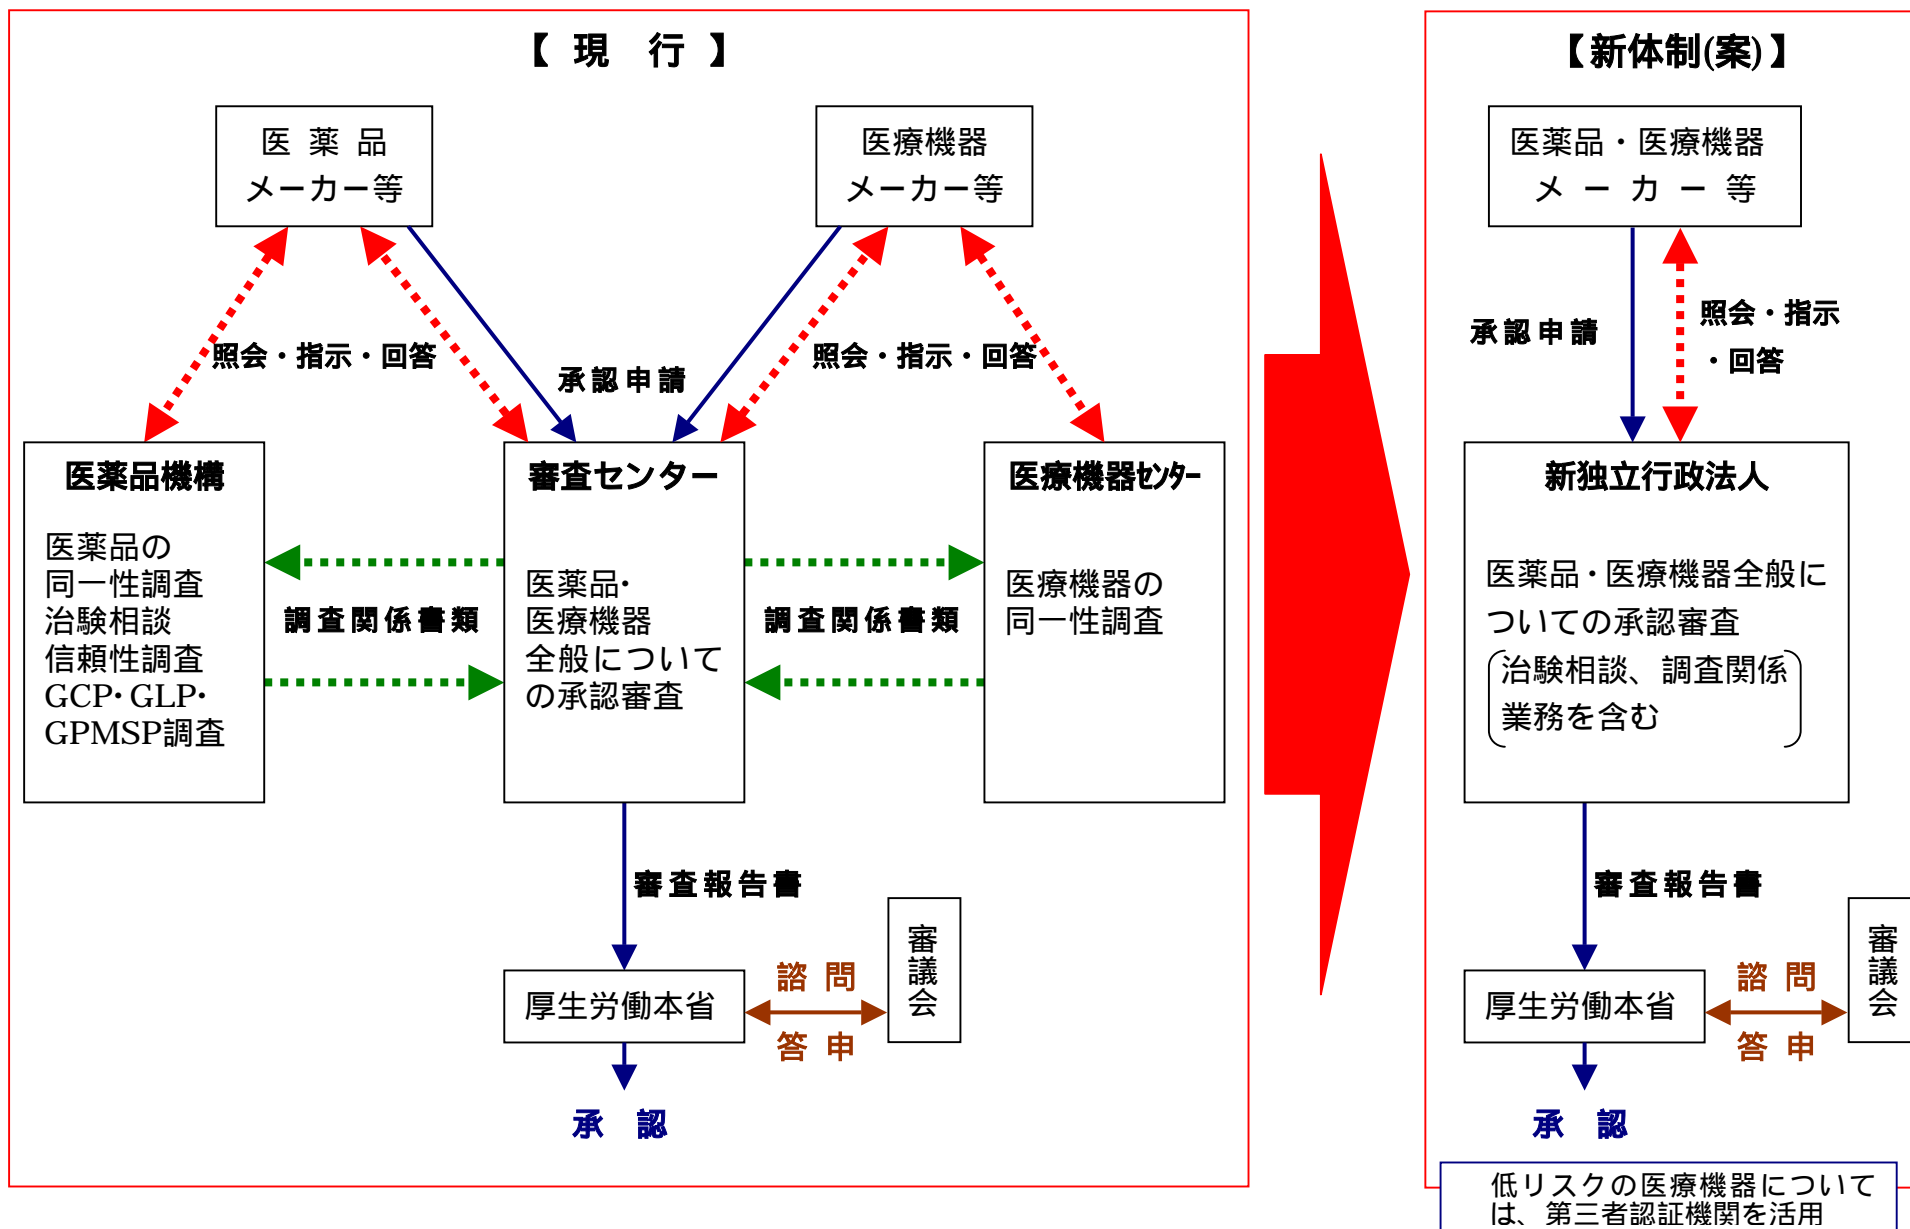 【 現　行 】
医 薬 品
メーカー等
医療機器
メーカー等
照会・指示・回答
承認申請
照会・指示・回答
医薬品機構
医薬品の
同一性調査
治験相談
信頼性調査
GCP・GLP・
GPMSP調査
調査関係書類
審査センター
医薬品・
医療機器
全般について
の承認審査
調査関係書類
医療機器センター
医療機器の
同一性調査
審査報告書
厚生労働本省
諮 問
答 申
審議会
承　認
【新体制(案)】
医薬品・医療機器
メ ー カ ー 等
承認申請
照会・指示
・回答
新独立行政法人
医薬品・医療機器全般に
ついての承認審査
治験相談、調査関係
業務を含む
審査報告書
厚生労働本省
諮 問
答 申
審議会
承　認
低リスクの医療機器について
は、第三者認証機関を活用